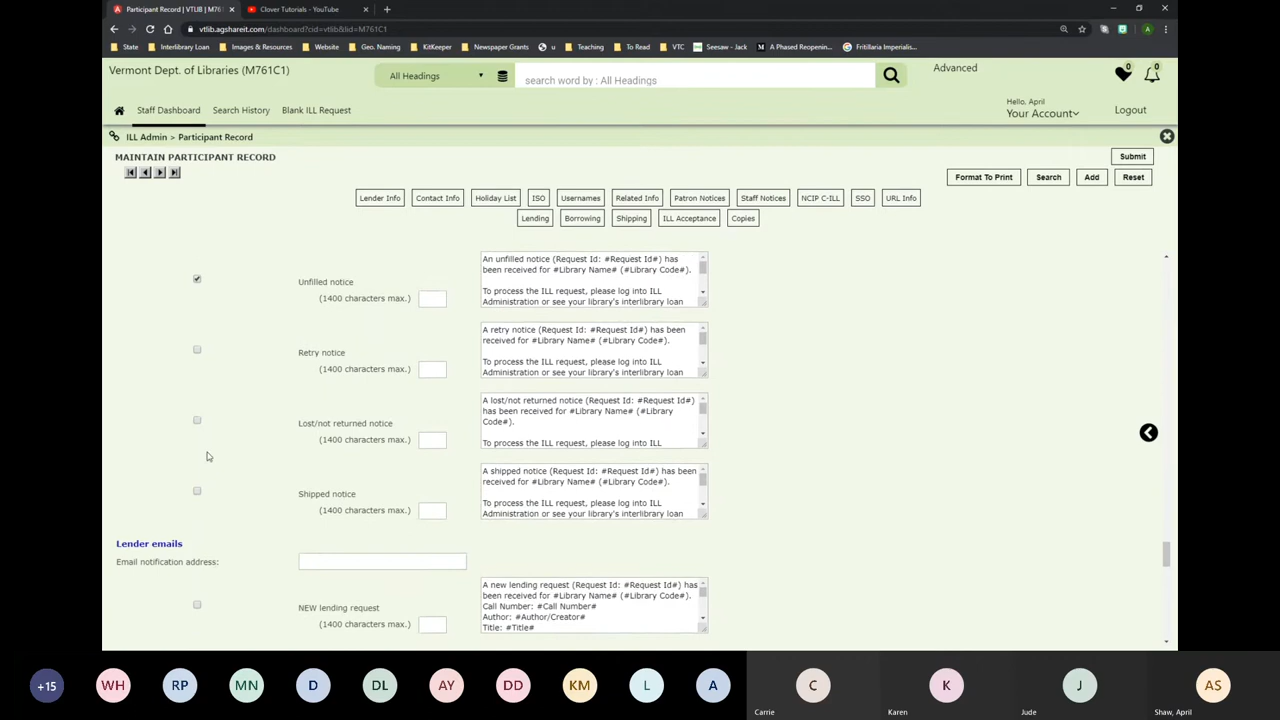 Participant Record | VTLIB | M76
Clover Tutorials - YouTube
vtlib.agshareit.com/dashboard?cid=vtlib&lid=M761C1
State
Interlibrary Loan
Images & Resources
Website
Geo. Naming
KitKeeper
Newspaper Grants
u
Teaching
To Read
VTC
Seesaw - Jack
A Phased Reopenin...
Fritillaria Imperialis...
Vermont Dept. of Libraries (M761C1)
All Headings
search word by : All Headings
Advanced
0
0
Staff Dashboard
Search History
Blank ILL Request
Hello, April
Your Account
Logout
ILL Admin > Participant Record
MAINTAIN PARTICIPANT RECORD
Submit
Format To Print
Search
Add
Reset
Lender Info
Contact Info
Holiday List
ISO
Usernames
Related Info
Patron Notices
Staff Notices
NCIP C-ILL
SSO
URL Info
Lending
Borrowing
Shipping
ILL Acceptance
Copies
Unfilled notice
(1400 characters max.)
An unfilled notice (Request Id: #Request Id#) has
been received for #Library Name# (#Library Code#).
To process the ILL request, please log into ILL
Administration or see your library's interlibrary loan
Retry notice
(1400 characters max.)
A retry notice (Request Id: #Request Id#) has been
received for #Library Name# (#Library Code#).
To process the ILL request, please log into ILL
Administration or see your library's interlibrary loan
Lost/not returned notice
(1400 characters max.)
A lost/not returned notice (Request Id: #Request Id#)
has been received for #Library Name# (#Library
Code#).
To process the ILL request, please log into ILL
Shipped notice
(1400 characters max.)
A shipped notice (Request Id: #Request Id#) has been
received for #Library Name# (#Library Code#).
To process the ILL request, please log into ILL
Administration or see your library's interlibrary loan
Lender emails
Email notification address:
NEW lending request
(1400 characters max.)
A new lending request (Request Id: #Request Id#) has
been received for #Library Name# (#Library Code#).
Call Number: #Call Number#
Author: #Author/Creator#
Title: #Title#
+15
WH
RP
MN
D
DL
AY
DD
KM
L
A
C
K
J
AS
Carrie
Karen
Jude
Shaw, April